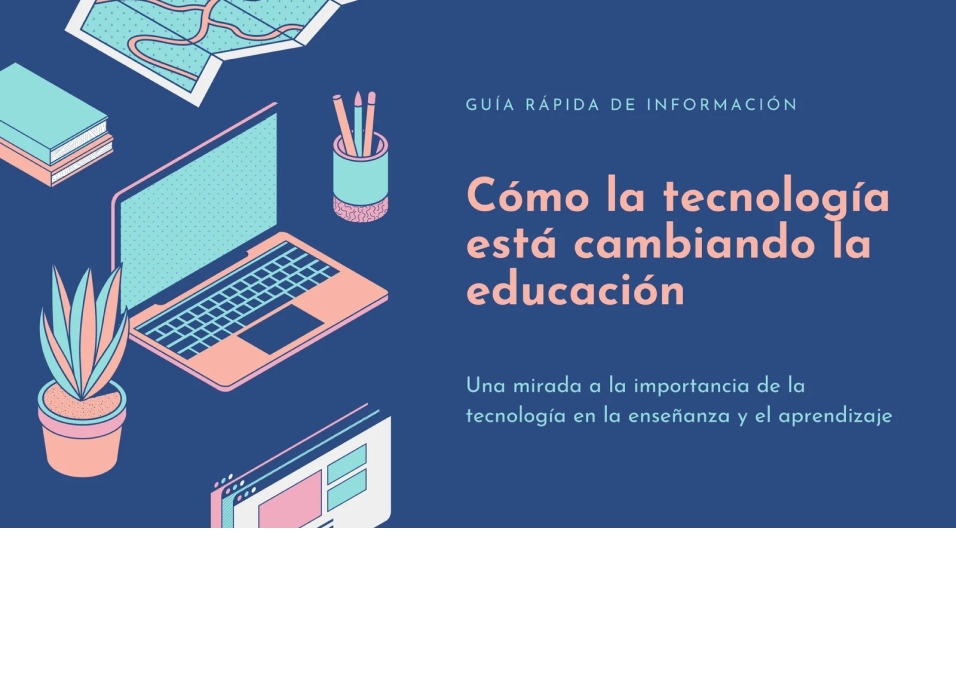 GUÍA RÁPIDA DE INFORMACIÓN
Cómo la tecnología
está cambiando la
educación
Una mirada a la importancia de la
tecnología en la enseñanza y el aprendizaje